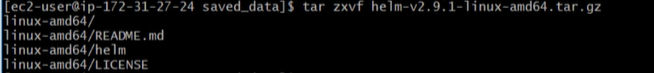 [ec2-user@ip-172-31-27-24 saved_data]$ tar zxvf helm-v2.9.1-linux-amd64.tar.gz
linux-amd64/
linux-amd64/README.md
linux-amd64/helm
linux-amd64/LICENSE